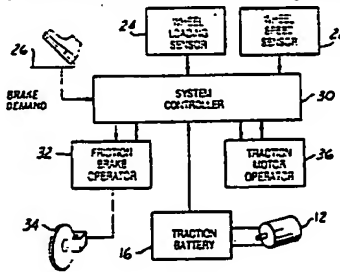 26
24
WHEEL
LOADING
SENSOR
WHEEL
SPEED
SENSOR
BRAKE
DEMAND
SYSTEM
CONTROLLER
30
32
FRICTION
BRAKE
OPERATOR
TRACTION
MOTOR
OPERATOR
36
34
16
TRACTION
BATTERY
12